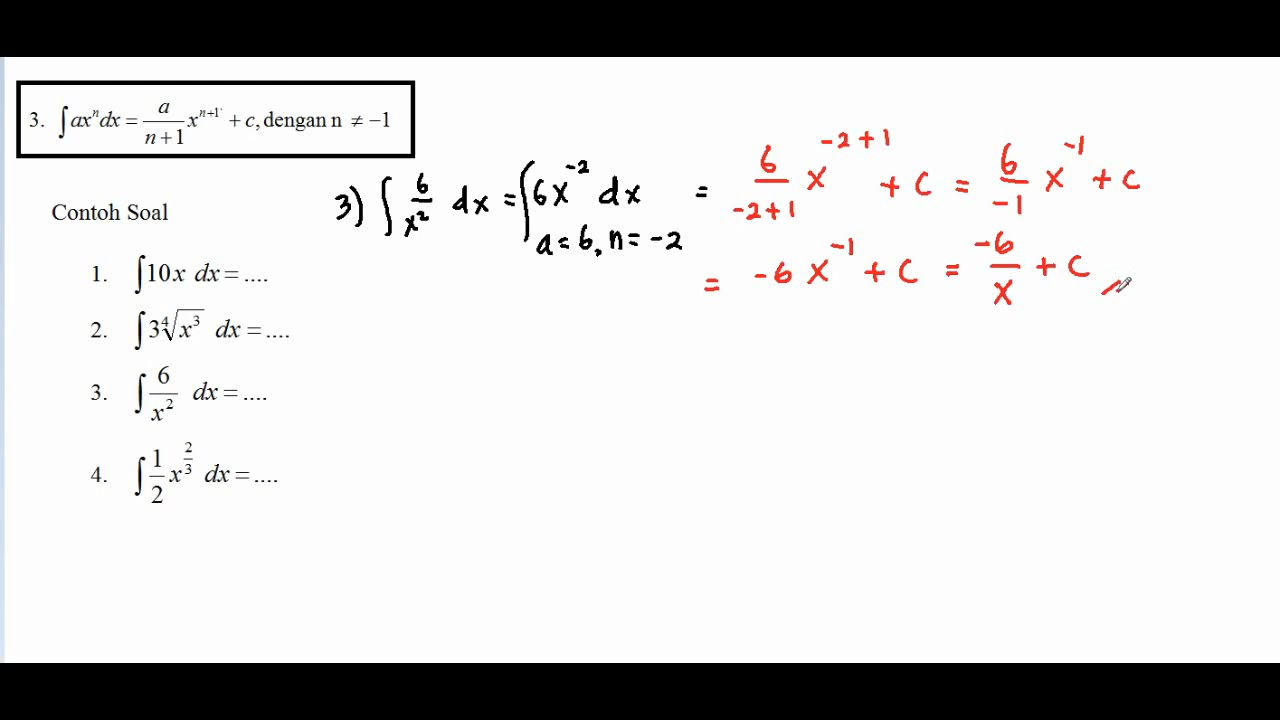 3. ∫axⁿdx = a/(n+1) xⁿ⁺¹ + c, dengan n ≠ −1
Contoh Soal
1. ∫10x dx = ....
2. ∫3⁴√x³ dx = ....
3. ∫6/x² dx = ....
4. ∫1/2 x^(2/3) dx = ....
3) ∫ 6/x² dx = ∫6x⁻² dx = 6/(-2+1) x⁻²⁺¹ + c = 6/-1 x⁻¹ + c
a = 6, n = -2
= -6 x⁻¹ + c = -6/x + c